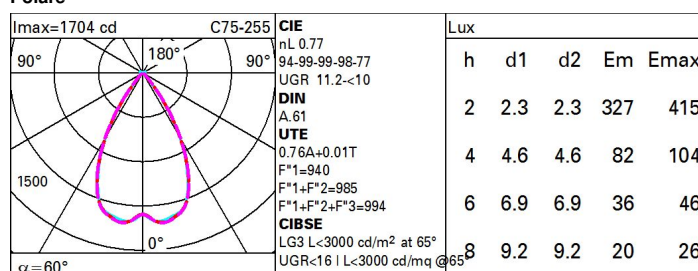 Imax=1704 cd C75-255
90° 180° 90°
1500
0°
α=60°
CIE
nL 0.77
94-99-99-98-77
UGR 11.2-<10
DIN
A.61
UTE
0.76A+0.01T
F"1=940
F"1+F"2=985
F"1+F"2+F"3=994
CIBSE
LG3 L<3000 cd/m² at 65°
UGR<16 | L<3000 cd/mq @65°
Lux
h d1 d2 Em Emax
2 2.3 2.3 327 415
4 4.6 4.6 82 104
6 6.9 6.9 36 46
8 9.2 9.2 20 26